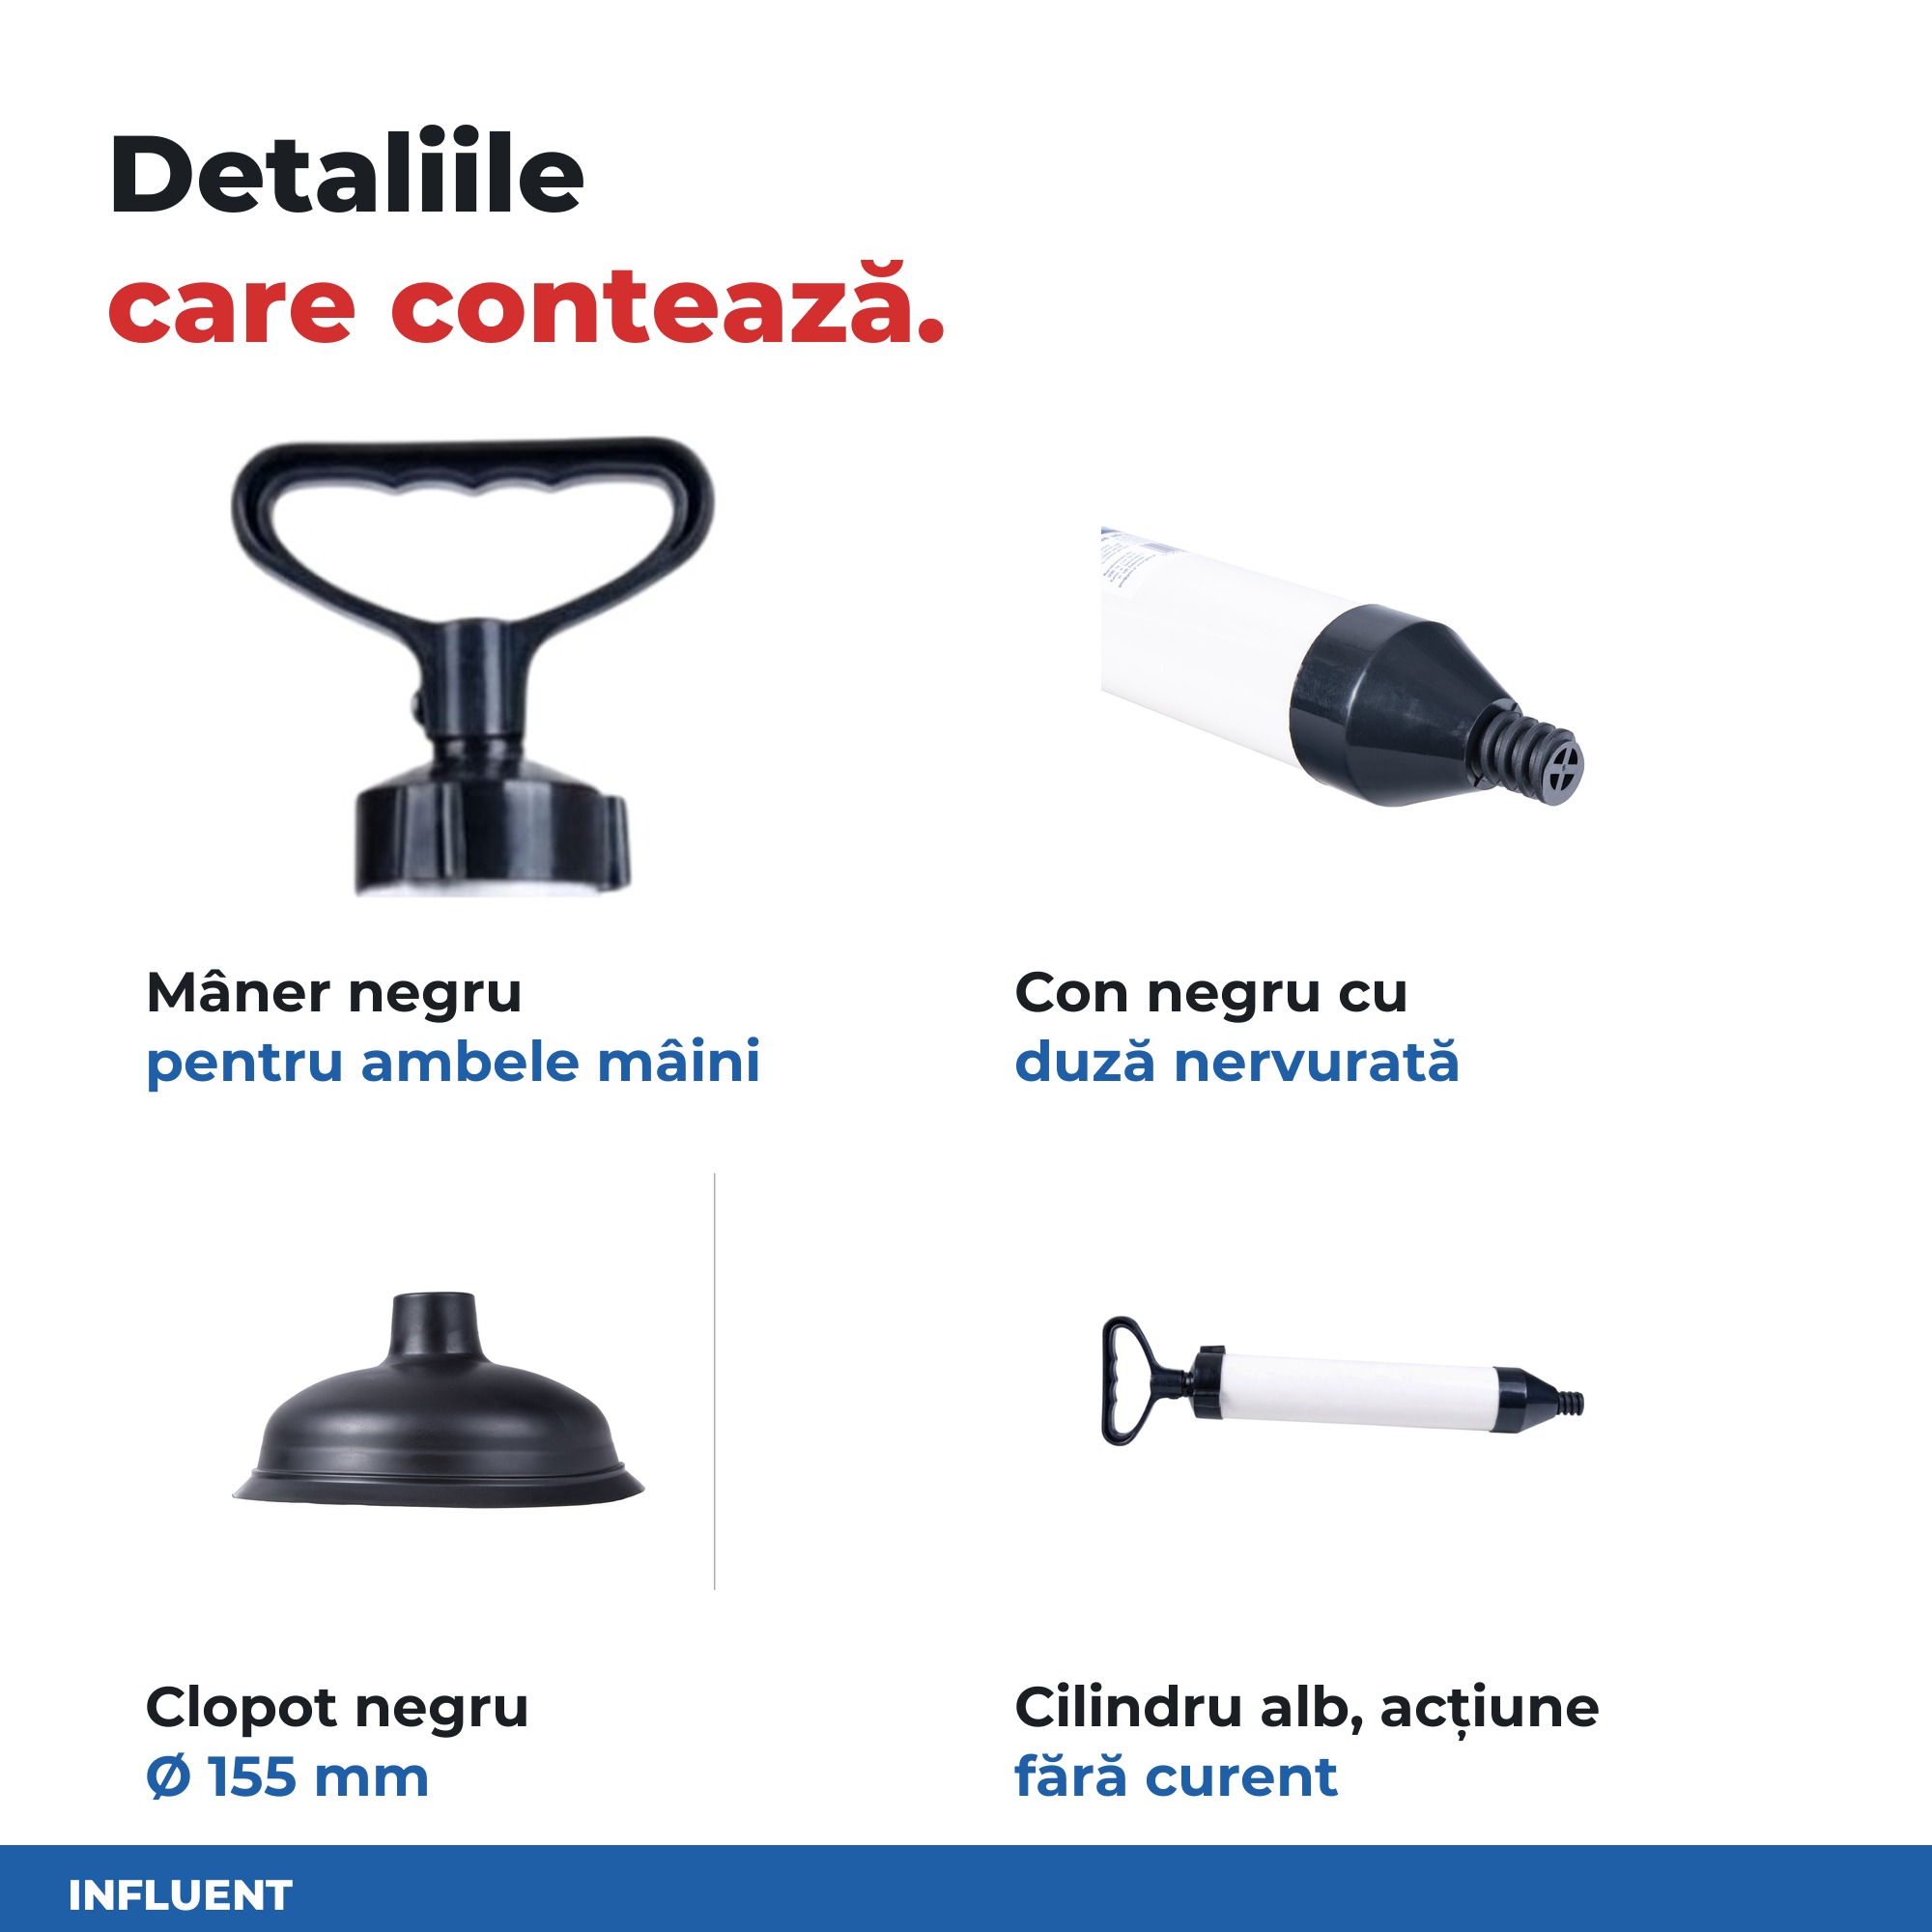 Detaliile
care contează.
Mâner negru
pentru ambele mâini
Con negru cu
duză nervurată
Clopot negru
Ø 155 mm
Cilindru alb, acțiune
fără curent
INFLUENT